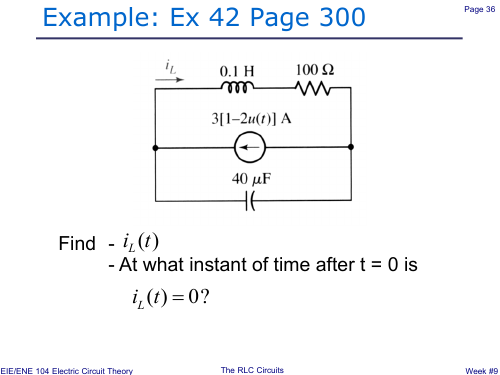 Example: Ex 42 Page 300
Page 36
i_L
0.1 H
100 Ω
3[1–2u(t)] A
40 μF
Find - i_L(t)
- At what instant of time after t = 0 is
i_L(t) = 0?
EIE/ENE 104 Electric Circuit Theory
The RLC Circuits
Week #9